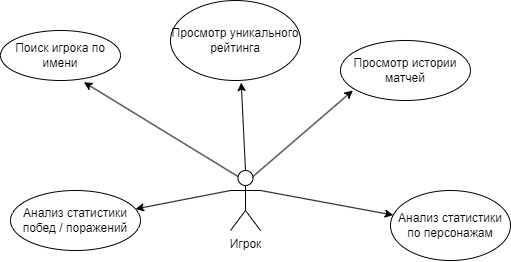 Поиск игрока по
имени
Просмотр уникального
рейтинга
Просмотр истории
матчей
Анализ статистики
побед / поражений
Игрок
Анализ статистики
по персонажам